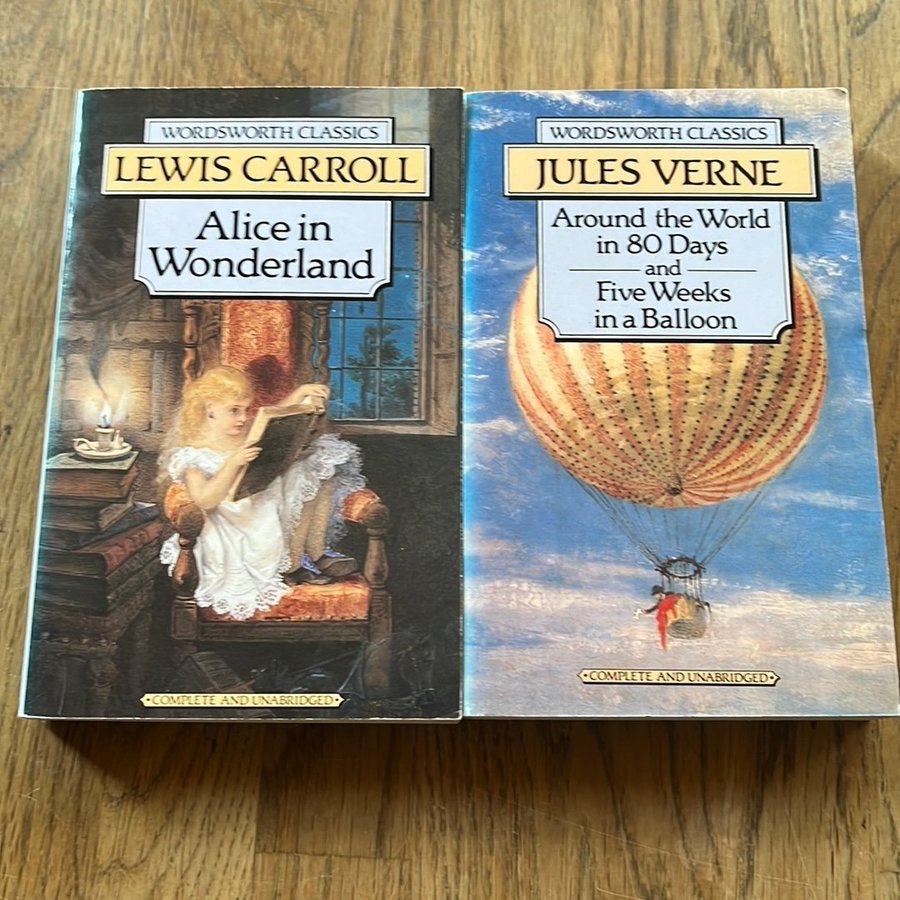 WORDSWORTH CLASSICS
LEWIS CARROLL
Alice in
Wonderland
COMPLETE AND UNABRIDGED
WORDSWORTH CLASSICS
JULES VERNE
Around the World
in 80 Days
and
Five Weeks
in a Balloon
COMPLETE AND UNABRIDGED